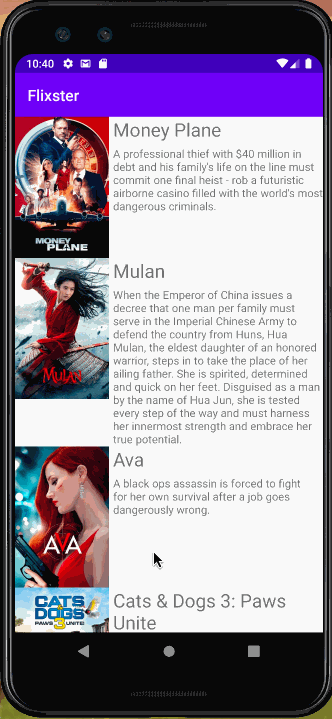 10:40
Flixster
Money Plane
A professional thief with $40 million in
debt and his family's life on the line must
commit one final heist - rob a futuristic
airborne casino filled with the world's most
dangerous criminals.
MONEY
PLANE
Mulan
When the Emperor of China issues a
decree that one man per family must
serve in the Imperial Chinese Army to
defend the country from Huns, Hua
Mulan, the eldest daughter of an honored
warrior, steps in to take the place of her
ailing father. She is spirited, determined
and quick on her feet. Disguised as a man
by the name of Hua Jun, she is tested
every step of the way and must harness
her innermost strength and embrace her
true potential.
MULAN
Ava
A black ops assassin is forced to fight
for her own survival after a job goes
dangerously wrong.
AVA
Cats & Dogs 3: Paws
Unite
CATS
DOGS
PAWS 3 UNITE